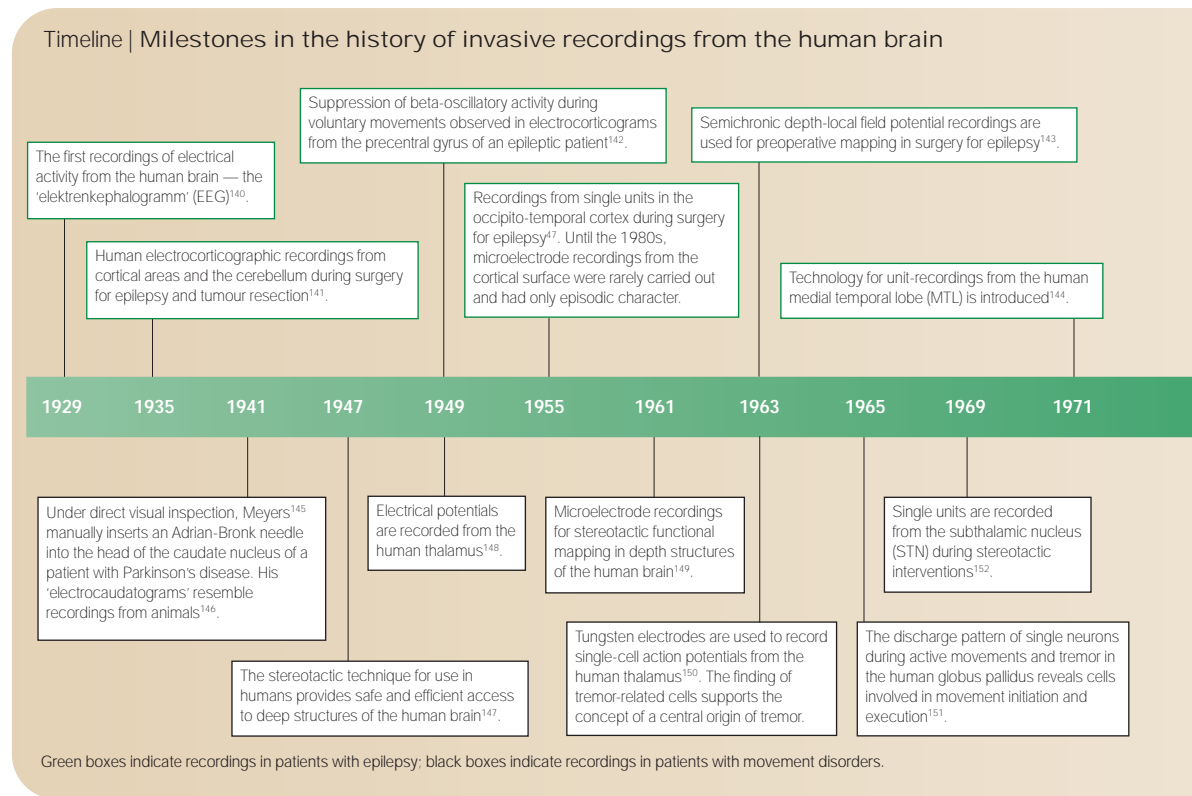 Timeline | Milestones in the history of invasive recordings from the human brain
Suppression of beta-oscillatory activity during
voluntary movements observed in electrocorticograms
from the precentral gyrus of an epileptic patient142.
Semichronic depth-local field potential recordings are
used for preoperative mapping in surgery for epilepsy143.
The first recordings of electrical
activity from the human brain — the
‘elektrenkephalogramm’ (EEG)140.
Recordings from single units in the
occipito-temporal cortex during surgery
for epilepsy47. Until the 1980s,
microelectrode recordings from the
cortical surface were rarely carried out
and had only episodic character.
Human electrocorticographic recordings from
cortical areas and the cerebellum during surgery
for epilepsy and tumour resection141.
Technology for unit-recordings from the human
medial temporal lobe (MTL) is introduced144.
1929 1935 1941 1947 1949 1955 1961 1963 1965 1969 1971
Under direct visual inspection, Meyers145
manually inserts an Adrian-Bronk needle
into the head of the caudate nucleus of a
patient with Parkinson’s disease. His
‘electrocaudatograms’ resemble
recordings from animals146.
Electrical potentials
are recorded from the
human thalamus148.
Microelectrode recordings
for stereotactic functional
mapping in depth structures
of the human brain149.
Single units are recorded
from the subthalamic nucleus
(STN) during stereotactic
interventions152.
The stereotactic technique for use in
humans provides safe and efficient access
to deep structures of the human brain147.
Tungsten electrodes are used to record
single-cell action potentials from the
human thalamus150. The finding of
tremor-related cells supports the
concept of a central origin of tremor.
The discharge pattern of single neurons
during active movements and tremor in
the human globus pallidus reveals cells
involved in movement initiation and
execution151.
Green boxes indicate recordings in patients with epilepsy; black boxes indicate recordings in patients with movement disorders.